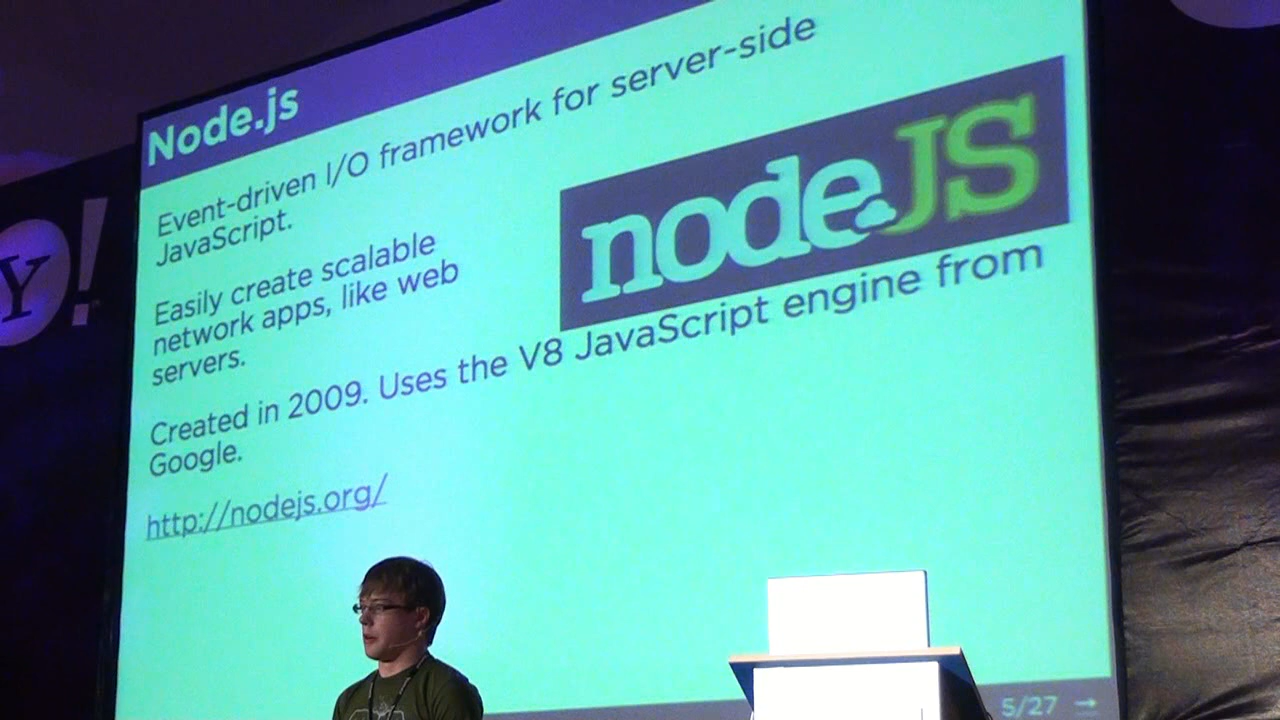 Node.js
Event-driven I/O framework for server-side
JavaScript.
Easily create scalable
network apps, like web
servers.
nodeJS
Created in 2009. Uses the V8 JavaScript engine from
Google.
http://nodejs.org/
Y!
5/27 →